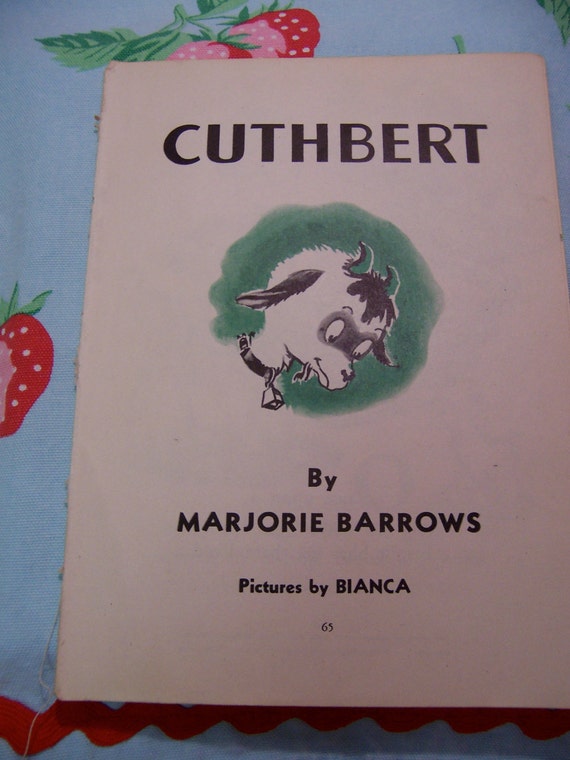 CUTHBERT
By
MARJORIE BARROWS
Pictures by BIANCA
65